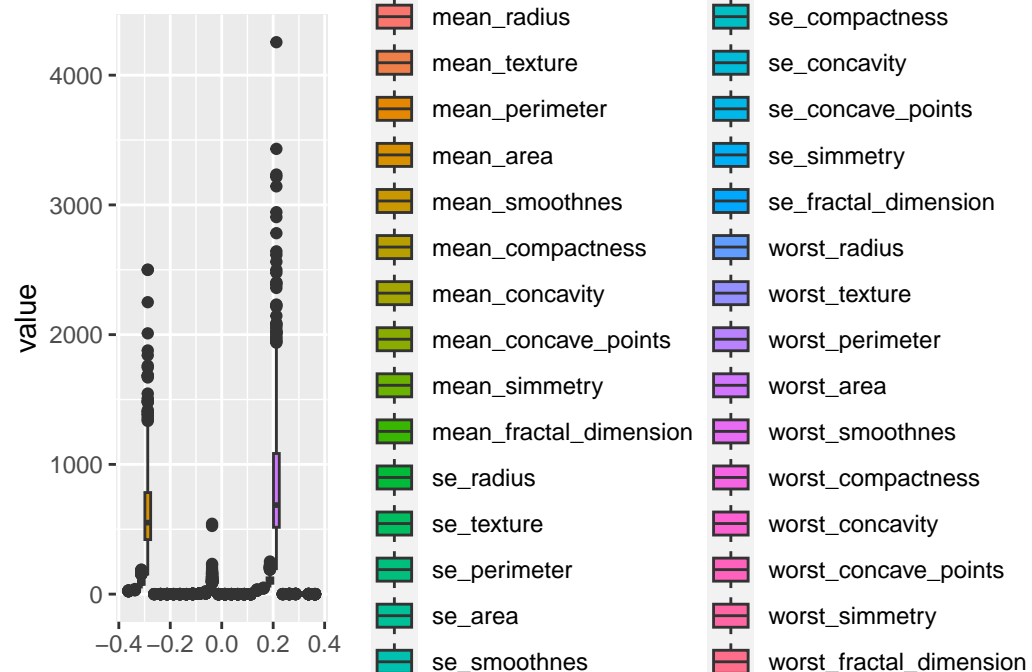 value
4000
3000
2000
1000
0
−0.4 −0.2 0.0 0.2 0.4
mean_radius
mean_texture
mean_perimeter
mean_area
mean_smoothnes
mean_compactness
mean_concavity
mean_concave_points
mean_simmetry
mean_fractal_dimension
se_radius
se_texture
se_perimeter
se_area
se_smoothnes
se_compactness
se_concavity
se_concave_points
se_simmetry
se_fractal_dimension
worst_radius
worst_texture
worst_perimeter
worst_area
worst_smoothnes
worst_compactness
worst_concavity
worst_concave_points
worst_simmetry
worst_fractal_dimension